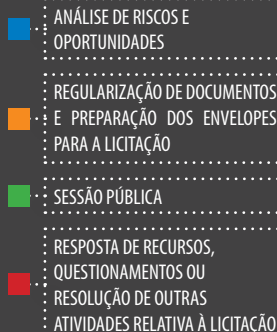 ANÁLISE DE RISCOS E
OPORTUNIDADES
REGULARIZAÇÃO DE DOCUMENTOS
E PREPARAÇÃO DOS ENVELOPES
PARA A LICITAÇÃO
SESSÃO PÚBLICA
RESPOSTA DE RECURSOS,
QUESTIONAMENTOS OU
RESOLUÇÃO DE OUTRAS
ATIVIDADES RELATIVA À LICITAÇÃO